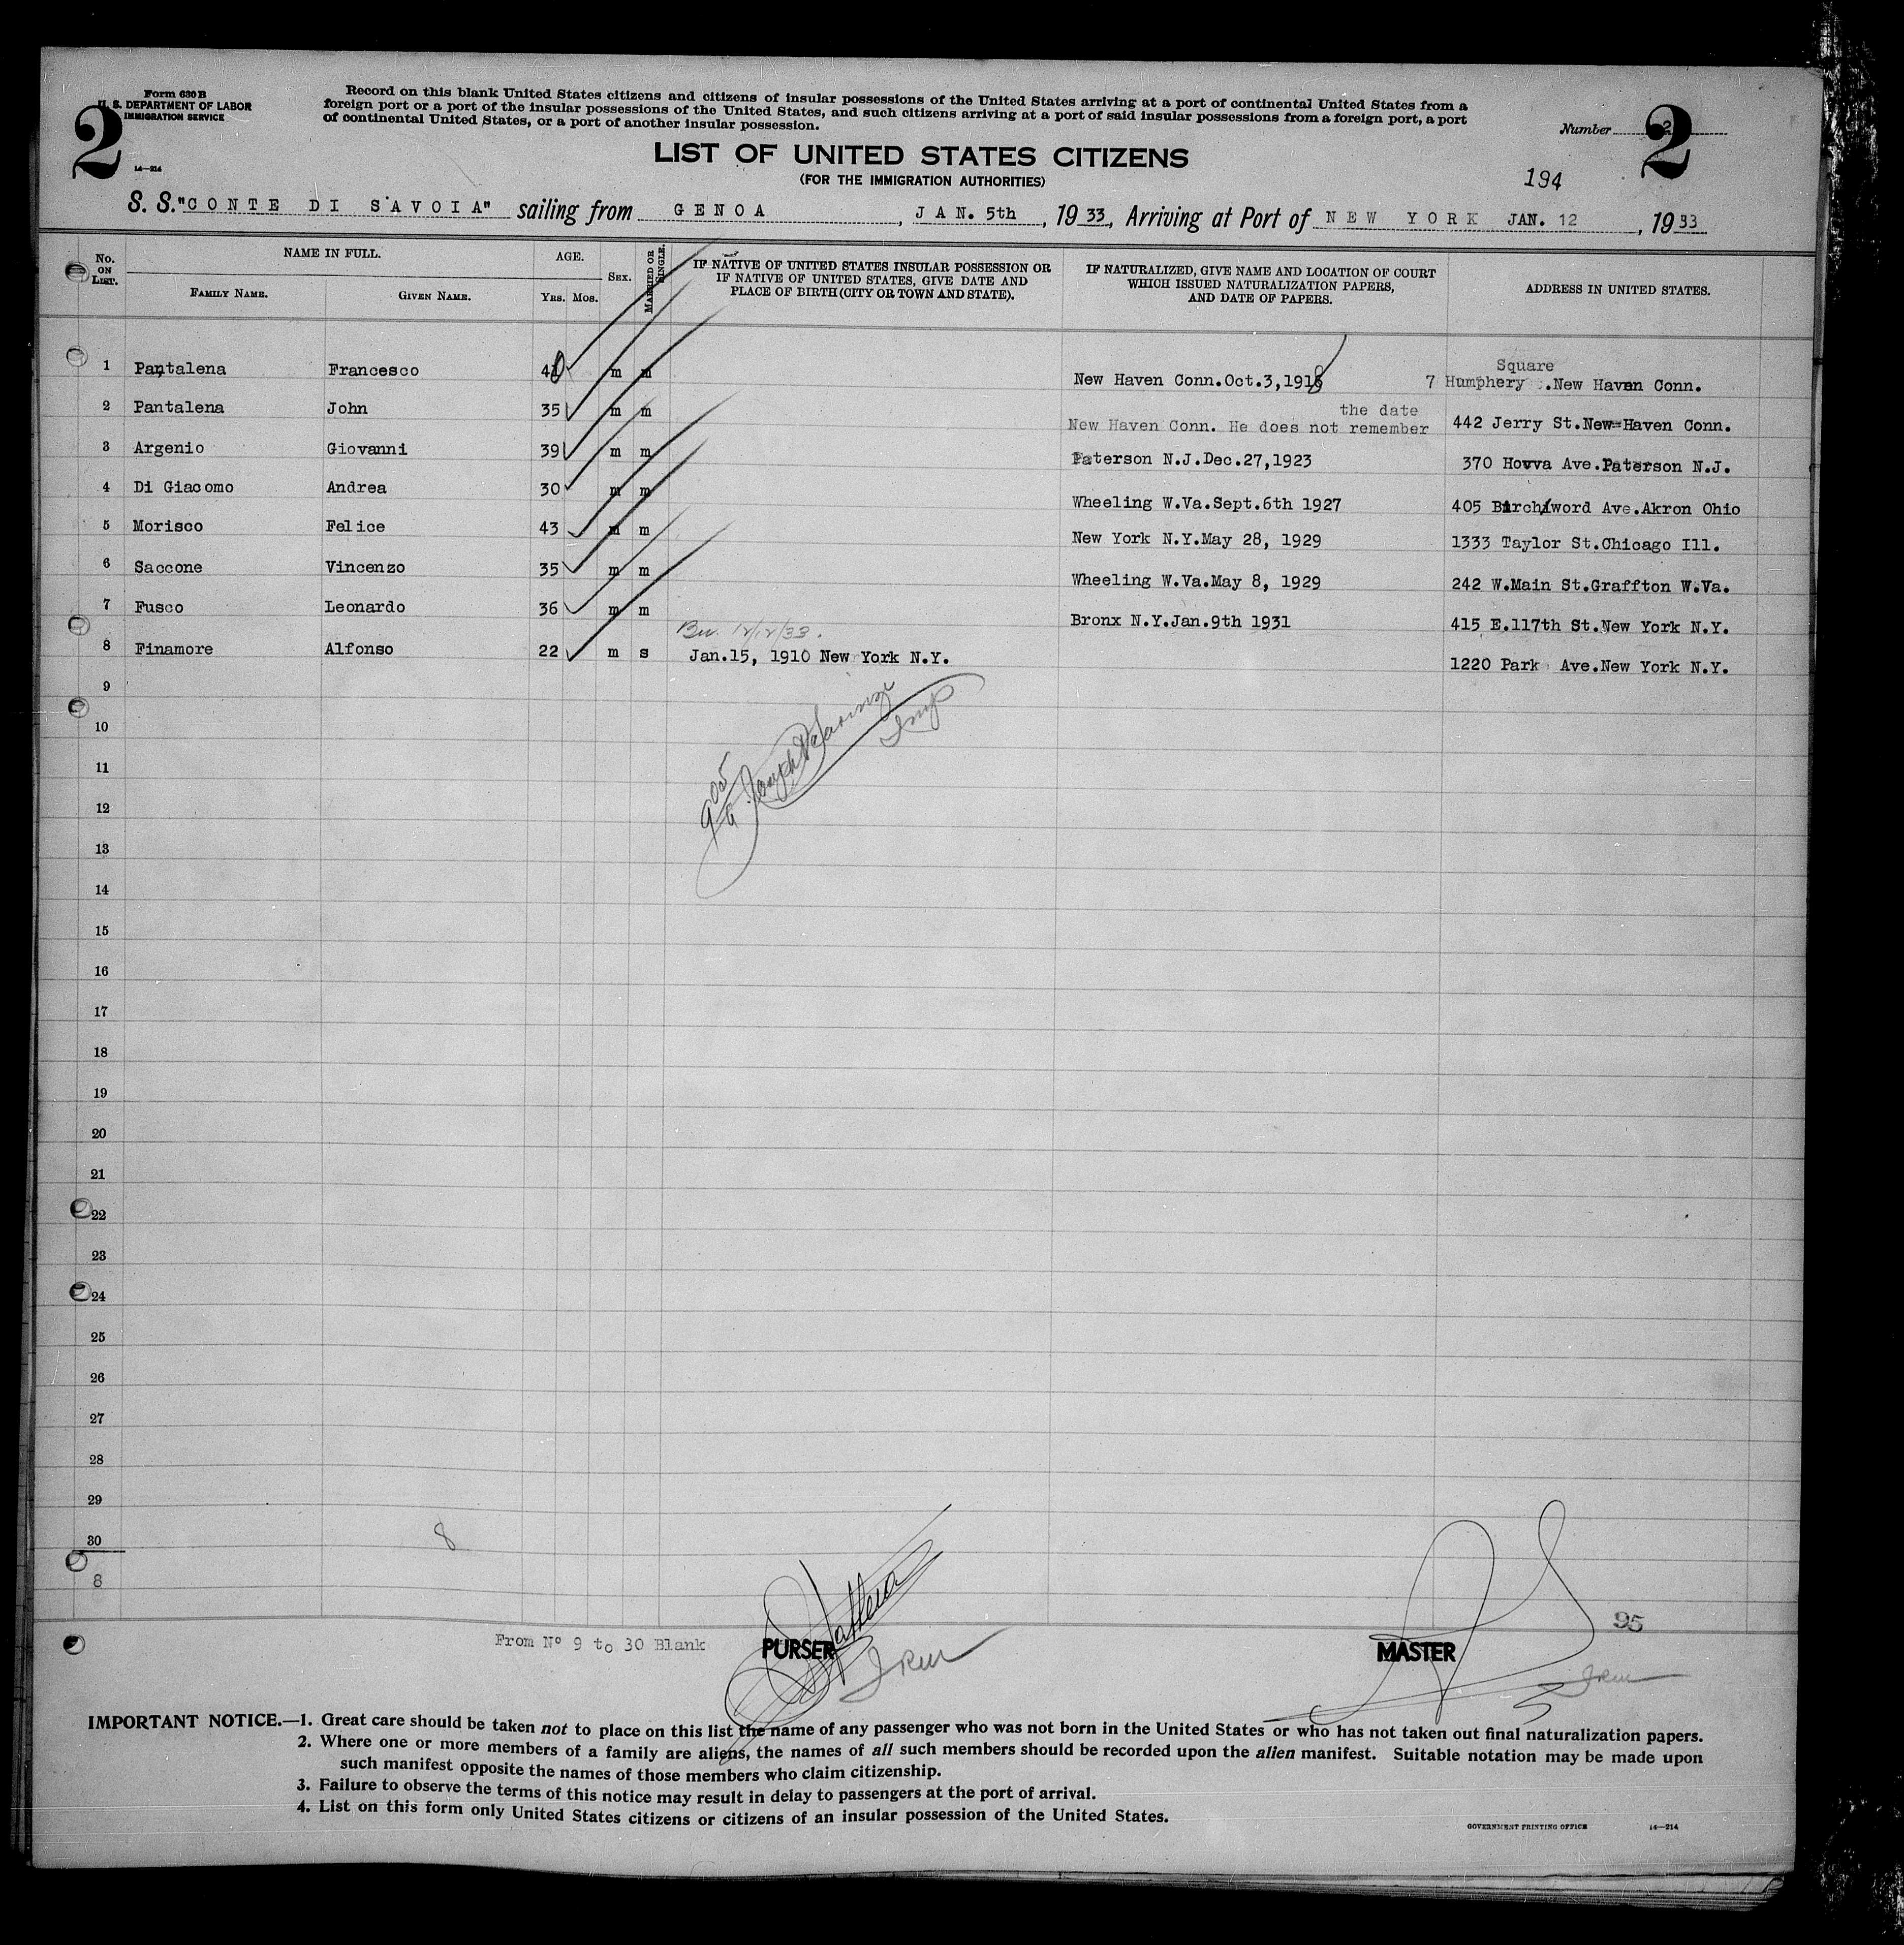 Form 630 B
U. S. DEPARTMENT OF LABOR
IMMIGRATION SERVICE
2
14—214
Record on this blank United States citizens and citizens of insular possessions of the United States arriving at a port of continental United States from a
foreign port or a port of the insular possessions of the United States, and such citizens arriving at a port of said insular possessions from a foreign port, a port
of continental United States, or a port of another insular possession.
Number 2
2
LIST OF UNITED STATES CITIZENS
(FOR THE IMMIGRATION AUTHORITIES)
194
S. S. "CONTE DI SAVOIA" sailing from GENOA, JAN. 5th, 1933, Arriving at Port of NEW YORK JAN. 12, 1933
No. ON LIST.
NAME IN FULL.
FAMILY NAME. GIVEN NAME.
AGE.
YRS. MOS.
SEX.
MARRIED OR SINGLE.
IF NATIVE OF UNITED STATES INSULAR POSSESSION OR
IF NATIVE OF UNITED STATES, GIVE DATE AND
PLACE OF BIRTH (CITY OR TOWN AND STATE).
IF NATURALIZED, GIVE NAME AND LOCATION OF COURT
WHICH ISSUED NATURALIZATION PAPERS,
AND DATE OF PAPERS.
ADDRESS IN UNITED STATES.
Square
1 Pantalena Francesco 40 m m New Haven Conn.Oct.3,1918 7 Humphery .New Haven Conn.
the date
2 Pantalena John 35 m m New Haven Conn. He does not remember 442 Jerry St.New-Haven Conn.
3 Argenio Giovanni 39 m m Paterson N.J.Dec.27,1923 370 Hovva Ave.Paterson N.J.
4 Di Giacomo Andrea 30 m m Wheeling W.Va.Sept.6th 1927 405 Birchword Ave.Akron Ohio
5 Morisco Felice 43 m m New York N.Y.May 28, 1929 1333 Taylor St.Chicago Ill.
6 Saccone Vincenzo 35 m m Wheeling W.Va.May 8, 1929 242 W.Main St.Graffton W.Va.
7 Fusco Leonardo 36 m m Bronx N.Y.Jan.9th 1931 415 E.117th St.New York N.Y.
8 Finamore Alfonso 22 m s Jan.15, 1910 New York N.Y. 1220 Park Ave.New York N.Y.
9
10
11
12
13
14
15
16
17
18
19
20
21
22
23
24
25
26
27
28
29
30
8
8
95
From Nº 9 to 30 Blank
PURSER
MASTER
IMPORTANT NOTICE.—1. Great care should be taken not to place on this list the name of any passenger who was not born in the United States or who has not taken out final naturalization papers.
2. Where one or more members of a family are aliens, the names of all such members should be recorded upon the alien manifest. Suitable notation may be made upon
such manifest opposite the names of those members who claim citizenship.
3. Failure to observe the terms of this notice may result in delay to passengers at the port of arrival.
4. List on this form only United States citizens or citizens of an insular possession of the United States.
GOVERNMENT PRINTING OFFICE 14—214